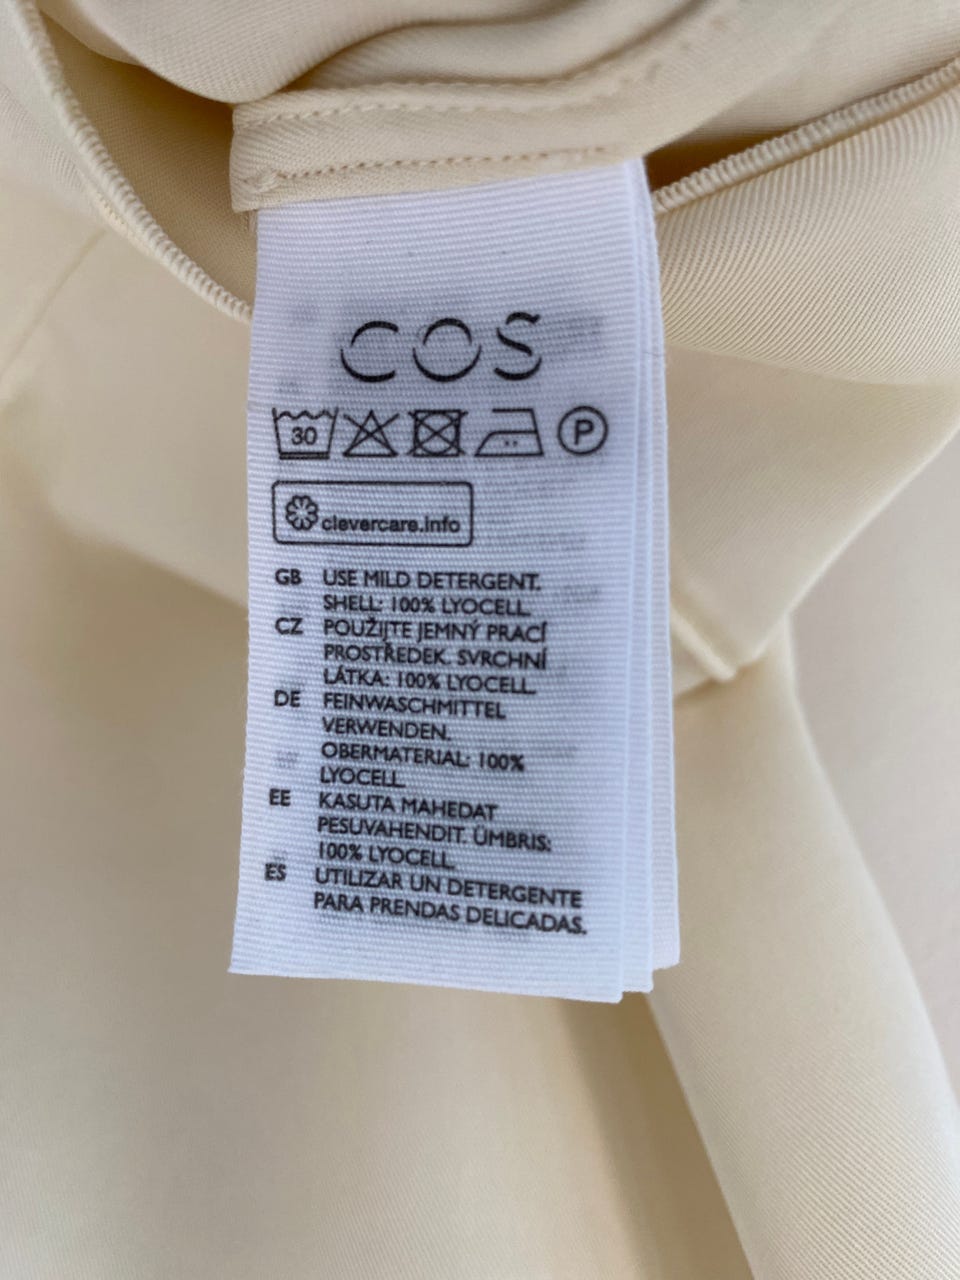 COS
30 P
clevercare.info
GB USE MILD DETERGENT.
SHELL: 100% LYOCELL
CZ POUŽIJTE JEMNÝ PRACÍ
PROSTŘEDEK. SVRCHNÍ
LÁTKA: 100% LYOCELL
DE FEINWASCHMITTEL
VERWENDEN.
OBERMATERIAL: 100%
LYOCELL
EE KASUTA MAHEDAT
PESUVAHENDIT. ÜMBRIS:
100% LYOCELL
ES UTILIZAR UN DETERGENTE
PARA PRENDAS DELICADAS.